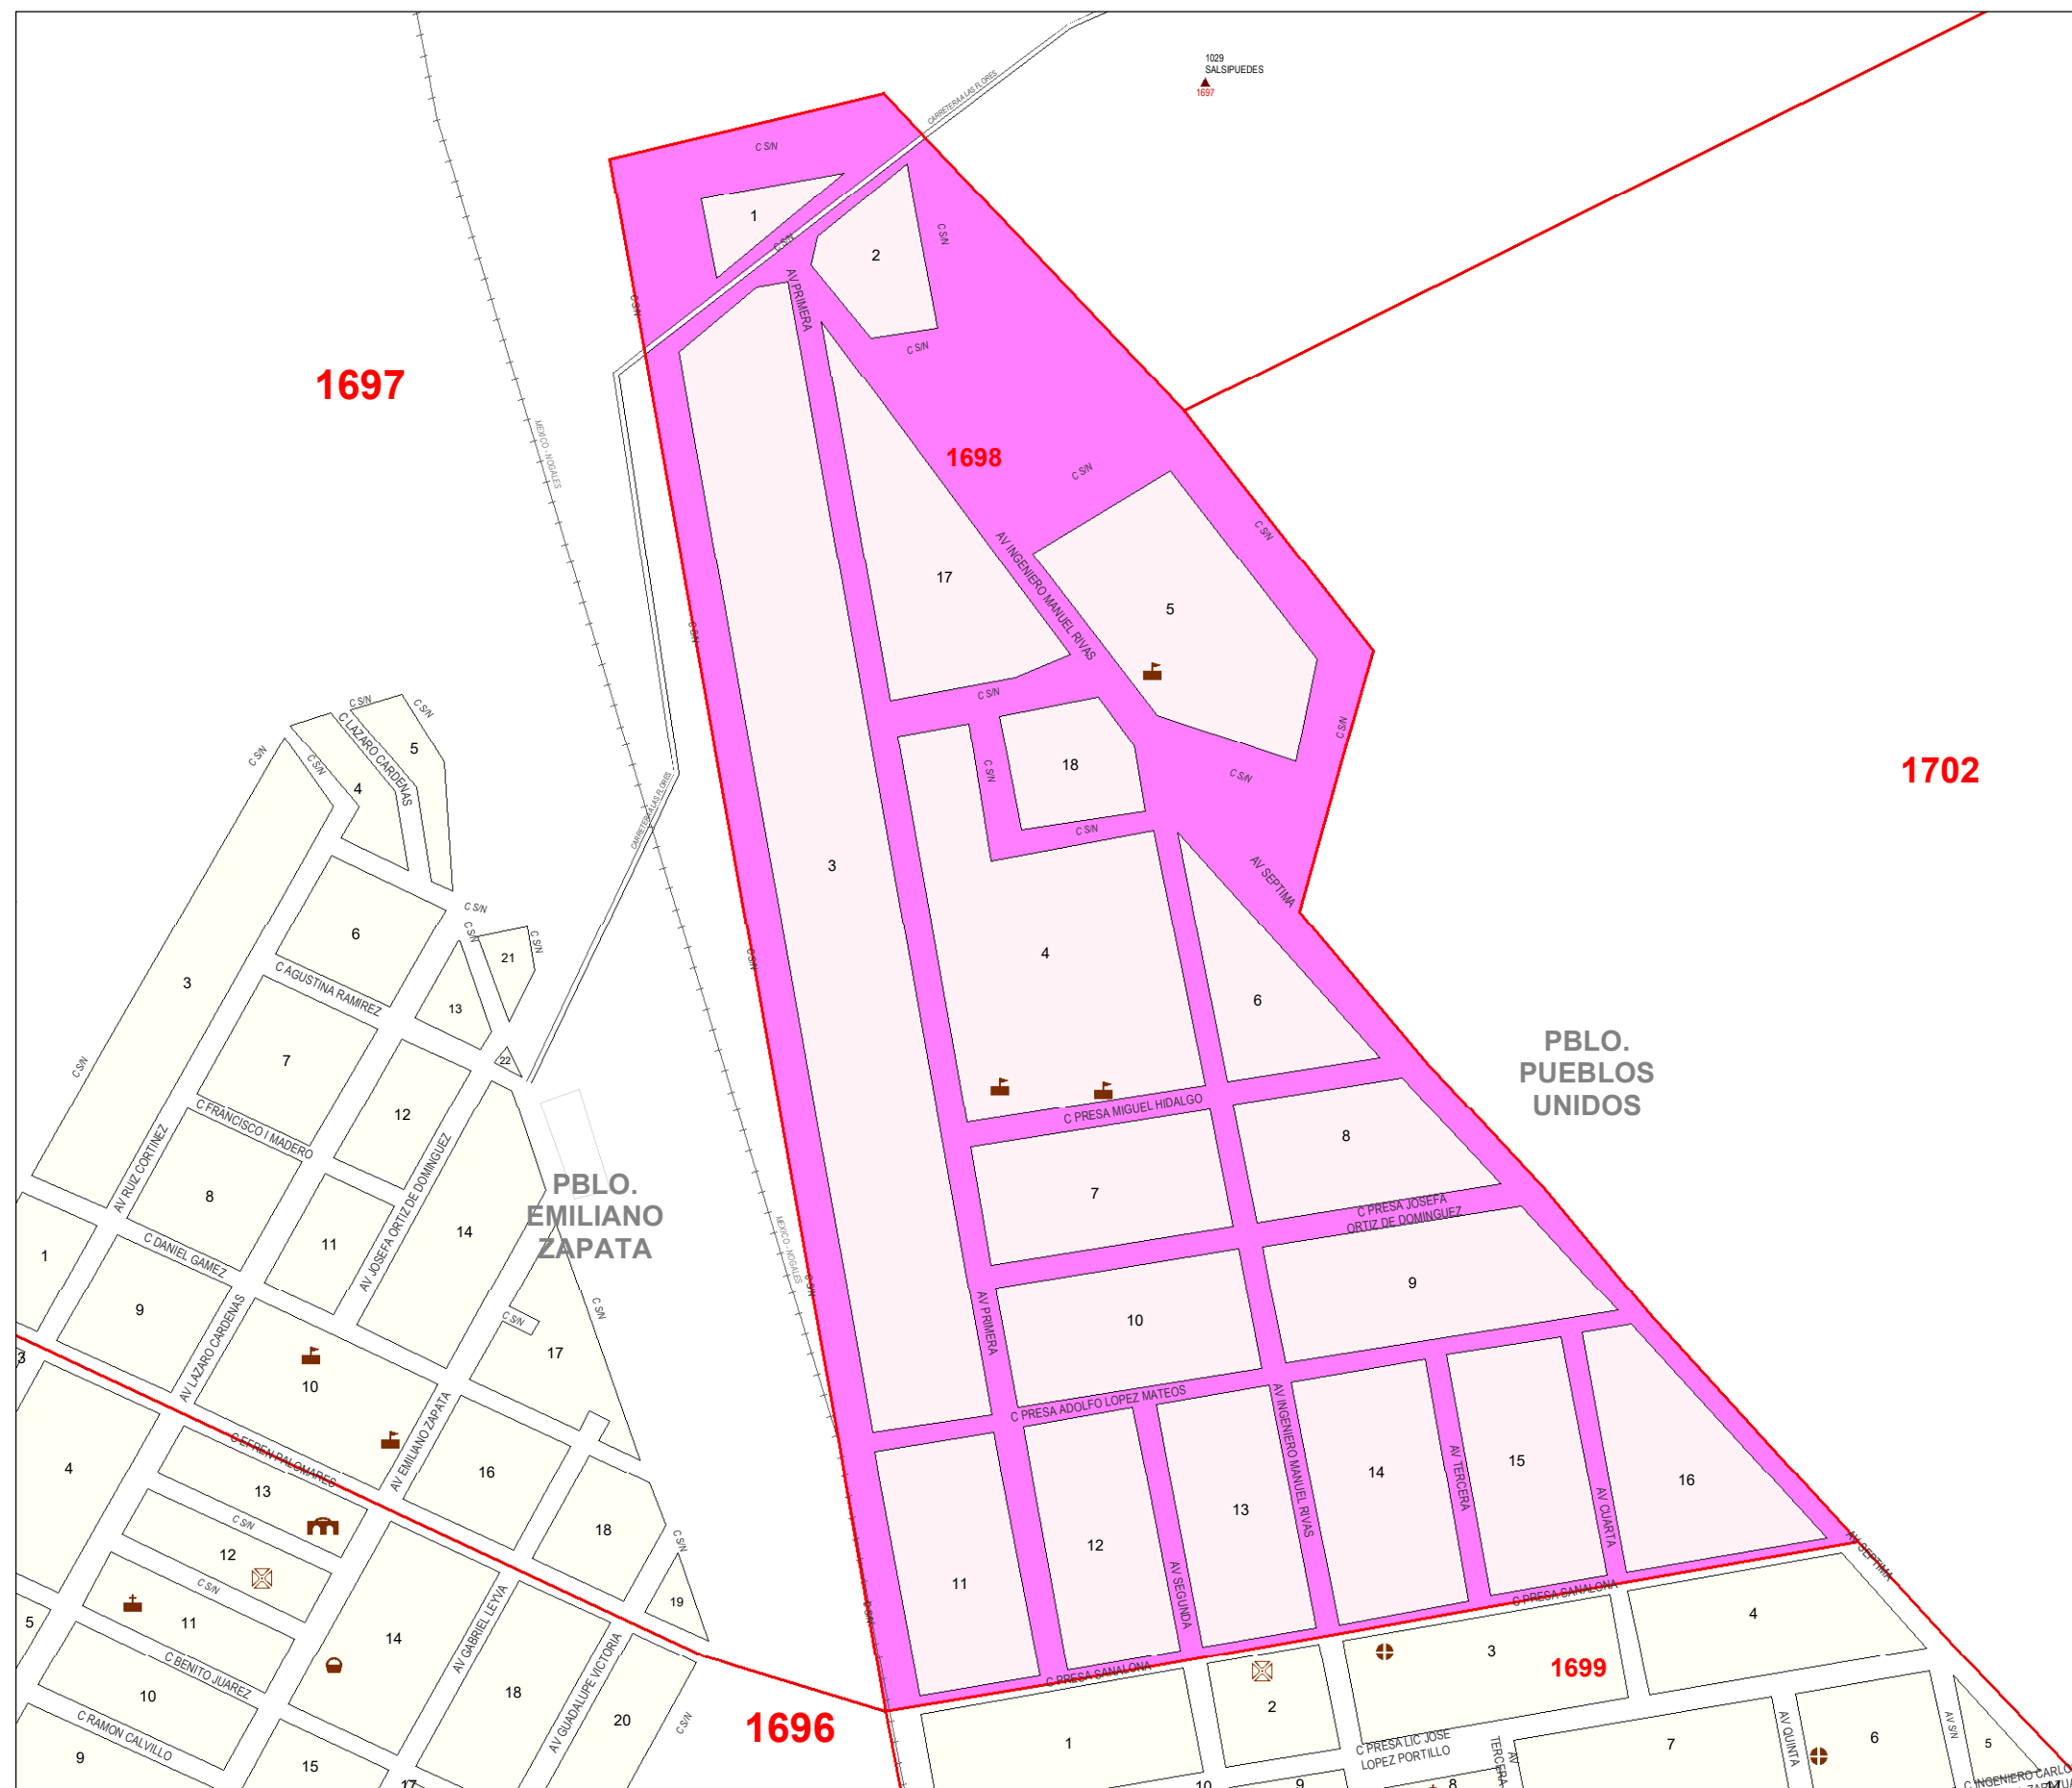 1029
SALSIPUEDES
1697
CARRETERA A LAS FLORES
C S/N
1
C S/N
C S/N
2
AV PRIMERA
C S/N
C S/N
1697
MEXICO - NOGALES
1698
C S/N
C S/N
AV INGENIERO MANUEL RIVAS
17
5
C S/N
C S/N
C S/N
C S/N
18
C S/N
C S/N
C S/N
1702
C S/N
C S/N
C LAZARO CARDENAS
5
C S/N
C S/N
4
CARRETERA A LAS FLORES
3
AV SEPTIMA
C S/N
6
C S/N
C S/N
21
C S/N
4
3
C AGUSTINA RAMIREZ
13
6
7
22
C S/N
PBLO.
PUEBLOS
UNIDOS
C PRESA MIGUEL HIDALGO
12
C FRANCISCO I MADERO
8
AV RUIZ CORTINEZ
8
7
AV JOSEFA ORTIZ DE DOMINGUEZ
PBLO.
EMILIANO
ZAPATA
C PRESA JOSEFA
ORTIZ DE DOMINGUEZ
14
11
C DANIEL GAMEZ
1
MEXICO - NOGALES
C S/N
9
9
C S/N
C S/N
10
AV PRIMERA
17
AV LAZARO CARDENAS
3
10
C PRESA ADOLFO LOPEZ MATEOS
AV EMILIANO ZAPATA
C EFREN PALOMARES
4
16
13
AV INGENIERO MANUEL RIVAS
14
AV TERCERA
15
AV CUARTA
16
13
C S/N
18
12
C S/N
C S/N
12
11
AV SEGUNDA
AV SEPTIMA
C PRESA SANALONA
C S/N
19
5
11
14
AV GABRIEL LEYVA
AV GUADALUPE VICTORIA
C BENITO JUAREZ
C PRESA SANALONA
4
3
1699
10
18
20
C S/N
1696
2
C RAMON CALVILLO
9
15
17
1
C PRESA LIC JOSE
LOPEZ PORTILLO
AV
TERCERA
7
AV QUINTA
6
AV S/N
5
10
9
8
C INGENIERO CARL